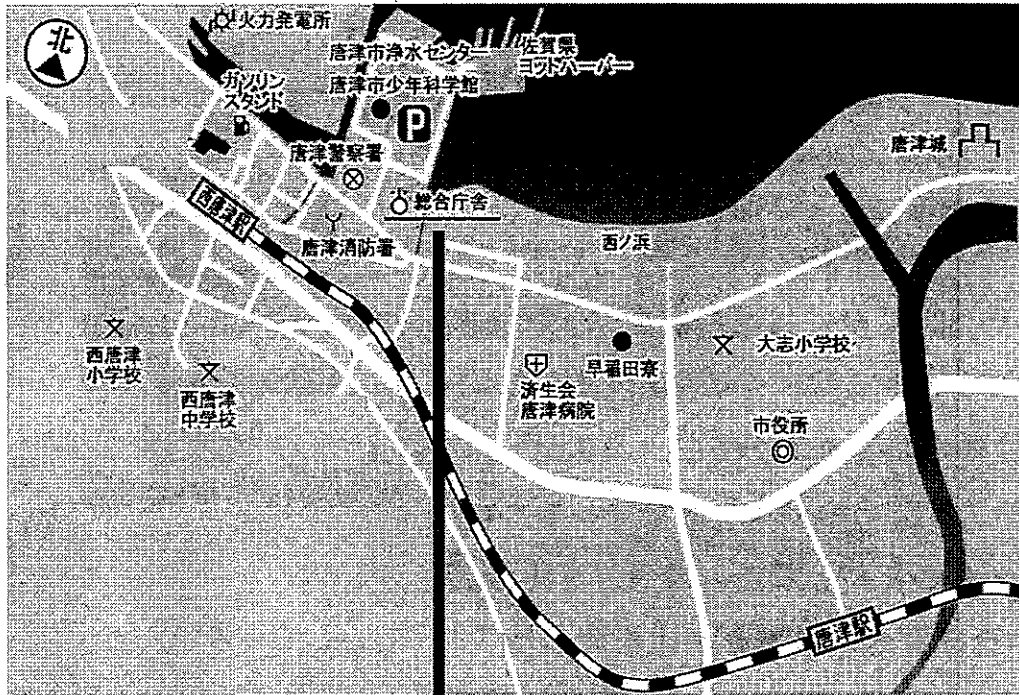 北
火力発電所
唐津市浄水センター
佐賀県
ヨットハーバー
ガソリン
スタンド
唐津市少年科学館
P
唐津城
唐津警察署
西唐津駅
総合庁舎
唐津消防署
西ノ浜
西唐津
小学校
西唐津
中学校
済生会
唐津病院
早稲田寮
大志小学校
市役所
唐津駅